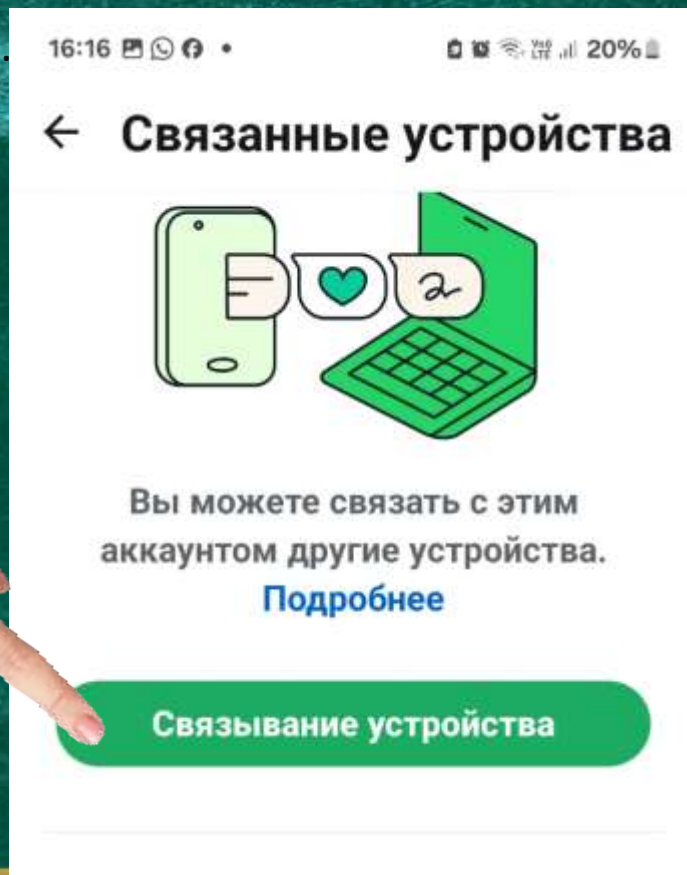 16:16
20%
Связанные устройства
Вы можете связать с этим
аккаунтом другие устройства.
Подробнее
Связывание устройства